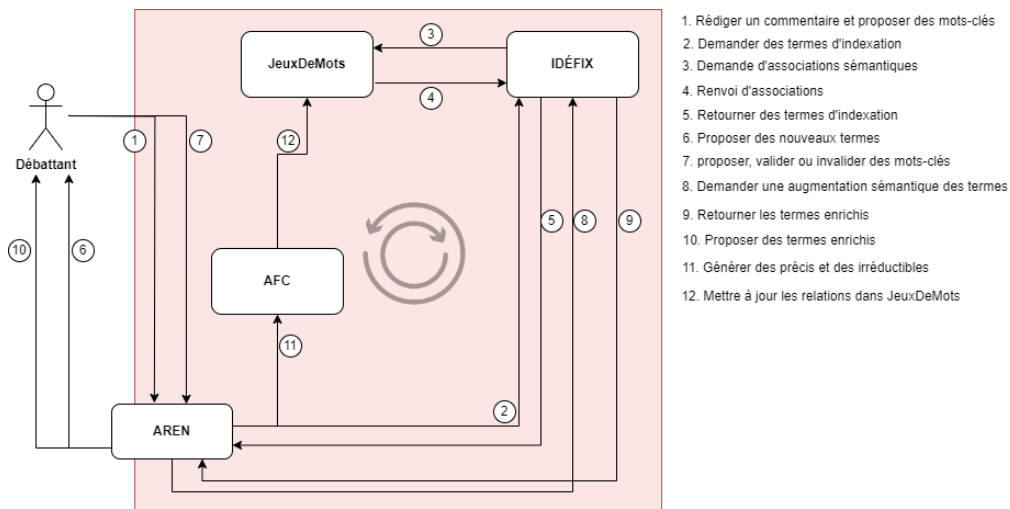 JeuxDeMots
3
IDÉFIX
4
1
7
12
Débattant
10
6
5
8
9
AFC
11
2
AREN
1. Rédiger un commentaire et proposer des mots-clés
2. Demander des termes d'indexation
3. Demande d'associations sémantiques
4. Renvoi d'associations
5. Retourner des termes d'indexation
6. Proposer des nouveaux termes
7. proposer, valider ou invalider des mots-clés
8. Demander une augmentation sémantique des termes
9. Retourner les termes enrichis
10. Proposer des termes enrichis
11. Générer des précis et des irréductibles
12. Mettre à jour les relations dans JeuxDeMots